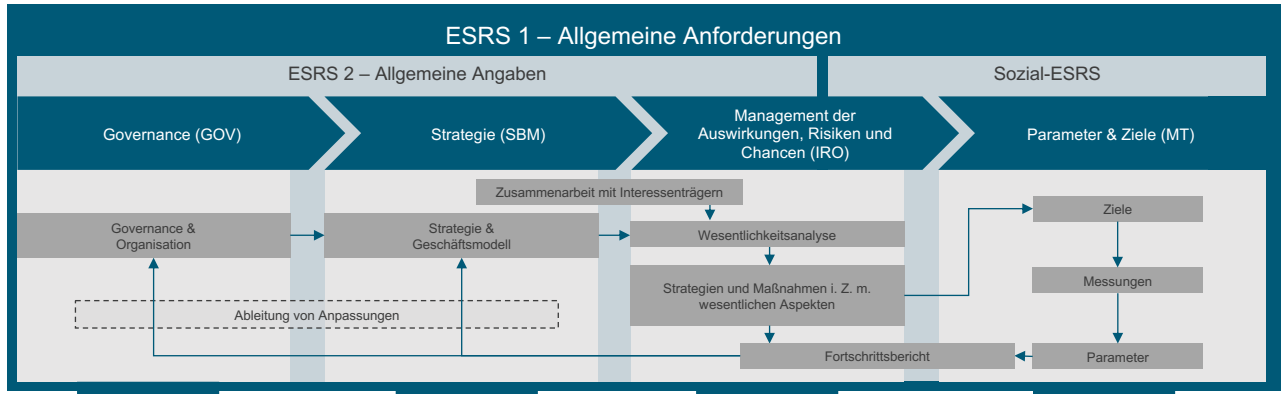 ESRS 1 – Allgemeine Anforderungen
ESRS 2 – Allgemeine Angaben
Sozial-ESRS
Governance (GOV)
Strategie (SBM)
Management der
Auswirkungen, Risiken und
Chancen (IRO)
Parameter & Ziele (MT)
Zusammenarbeit mit Interessenträgern
Governance &
Organisation
Strategie &
Geschäftsmodell
Wesentlichkeitsanalyse
Ziele
Strategien und Maßnahmen i. Z. m.
wesentlichen Aspekten
Messungen
Ableitung von Anpassungen
Fortschrittsbericht
Parameter